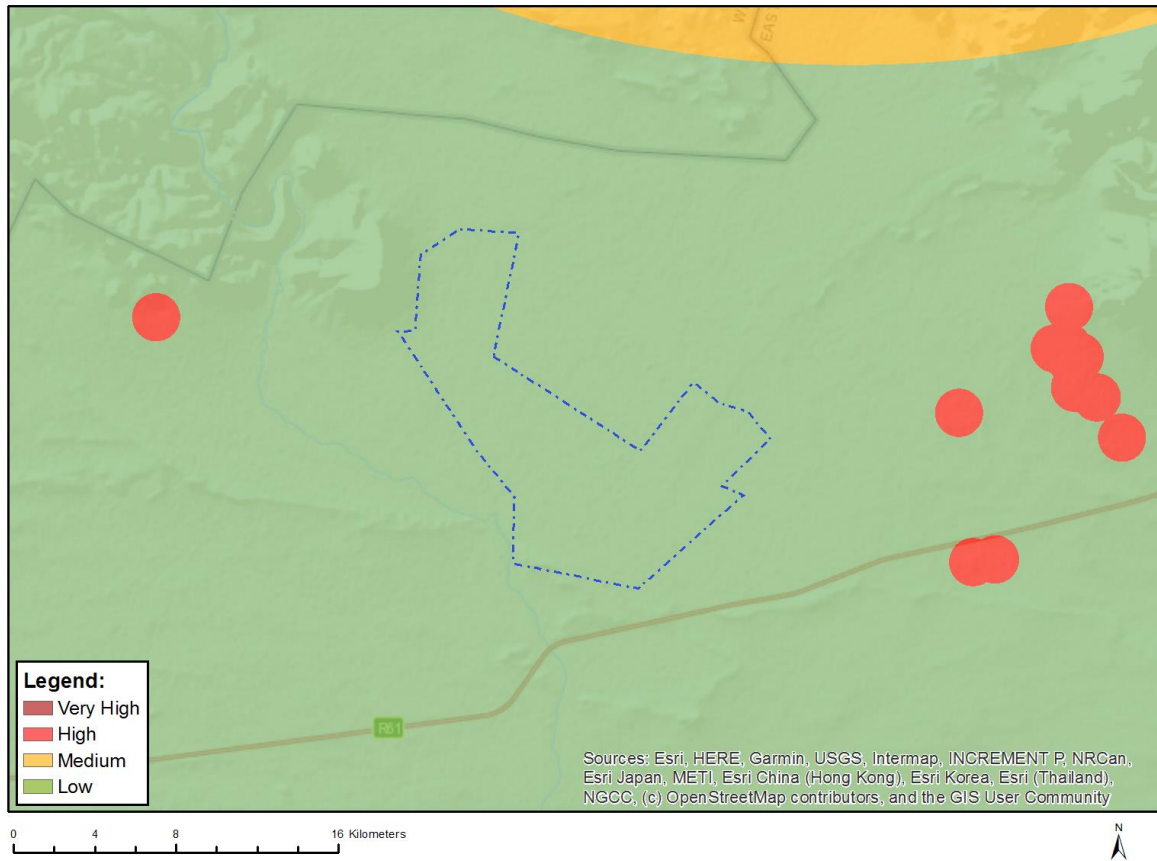 EAS
Legend:
Very High
High
Medium
Low
R61
Sources: Esri, HERE, Garmin, USGS, Intermap, INCREMENT P, NRCan,
Esri Japan, METI, Esri China (Hong Kong), Esri Korea, Esri (Thailand),
NGCC, (c) OpenStreetMap contributors, and the GIS User Community
0 4 8 16 Kilometers
N